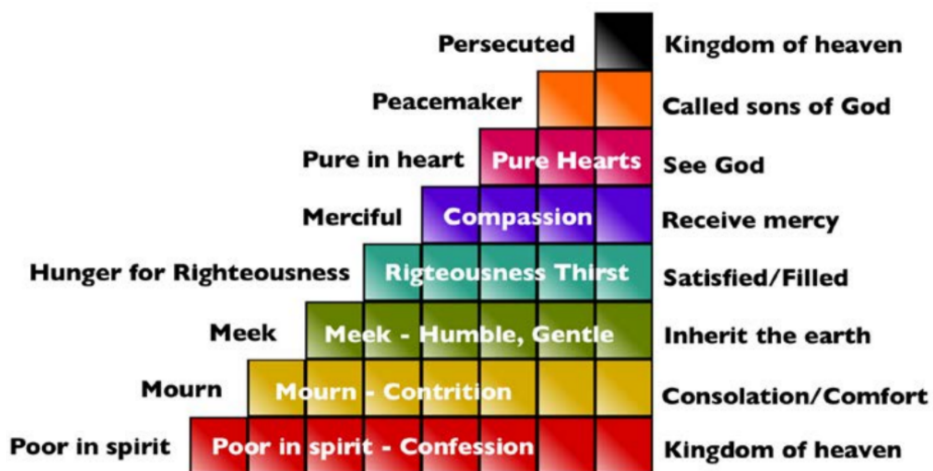 Persecuted Kingdom of heaven
Peacemaker Called sons of God
Pure in heart Pure Hearts See God
Merciful Compassion Receive mercy
Hunger for Righteousness Rigteousness Thirst Satisfied/Filled
Meek Meek - Humble, Gentle Inherit the earth
Mourn Mourn - Contrition Consolation/Comfort
Poor in spirit Poor in spirit - Confession Kingdom of heaven